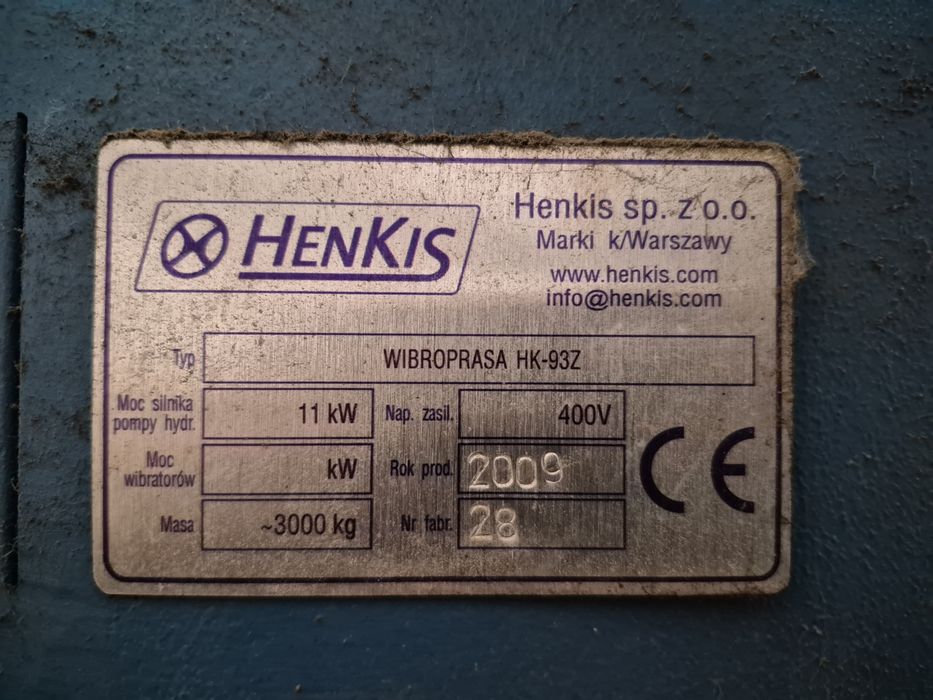 HENKIS
Henkis sp. z o.o.
Marki k/Warszawy
www.henkis.com
info@henkis.com
Typ WIBROPRASA HK-93Z
Moc silnika
pompy hydr. 11 kW Nap. zasil. 400V
Moc
wibratorów kW Rok prod. 2009
Masa ~3000 kg Nr fabr. 28
CE